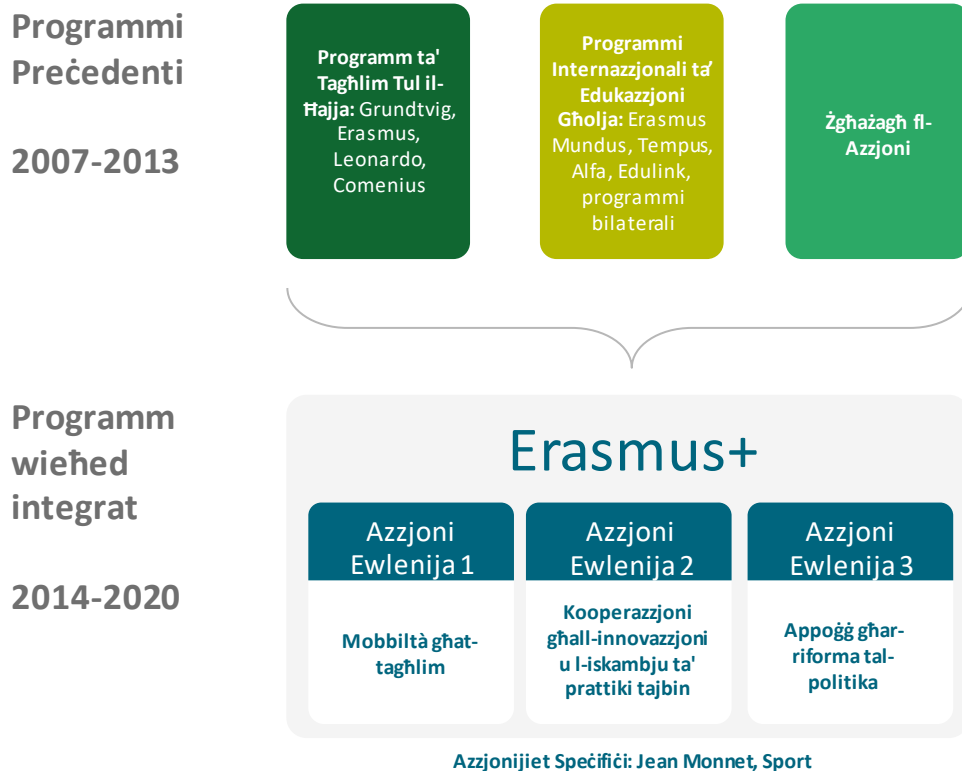 Programmi
Preċedenti
2007-2013
Programm ta'
Tagħlim Tul il-
Ħajja: Grundtvig,
Erasmus,
Leonardo,
Comenius
Programmi
Internazzjonali ta'
Edukazzjoni
Għolja: Erasmus
Mundus, Tempus,
Alfa, Edulink,
programmi
bilaterali
Żgħażagħ fl-
Azzjoni
Programm
wieħed
integrat
2014-2020
Erasmus+
Azzjoni
Ewlenija 1
Mobbiltà għat-
tagħlim
Azzjoni
Ewlenija 2
Kooperazzjoni
għall-innovazzjoni
u l-iskambju ta'
prattiki tajbin
Azzjoni
Ewlenija 3
Appoġġ għar-
riforma tal-
politika
Azzjonijiet Speċifiċi: Jean Monnet, Sport